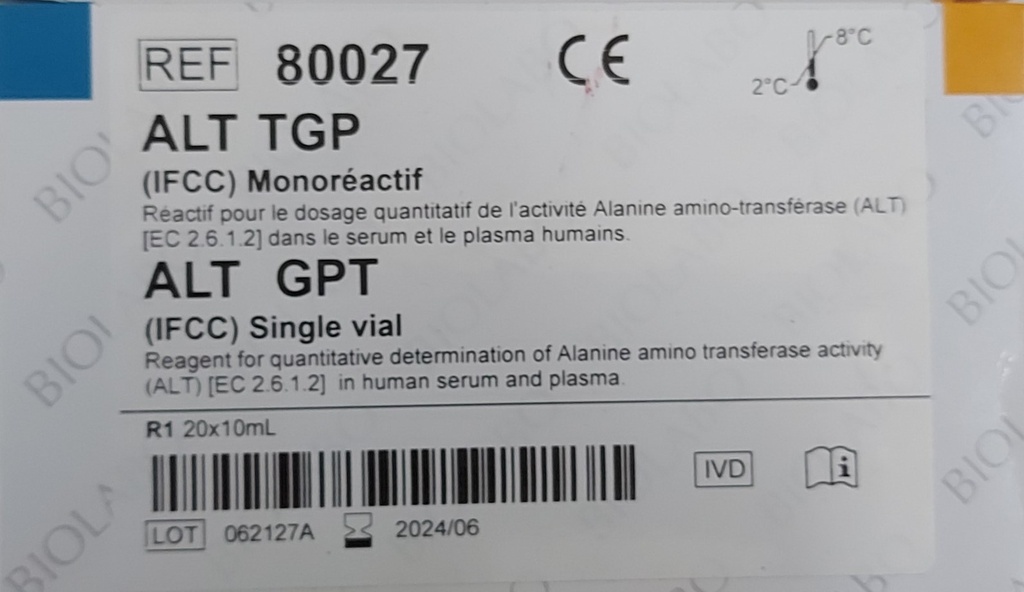 REF 80027 CE 8°C
2°C
ALT TGP
(IFCC) Monoréactif
Réactif pour le dosage quantitatif de l'activité Alanine amino-transférase (ALT)
[EC 2.6.1.2] dans le serum et le plasma humains.
ALT GPT
(IFCC) Single vial
Reagent for quantitative determination of Alanine amino transferase activity
(ALT) [EC 2.6.1.2] in human serum and plasma.
R1 20x10mL
IVD i
LOT 062127A 2024/06